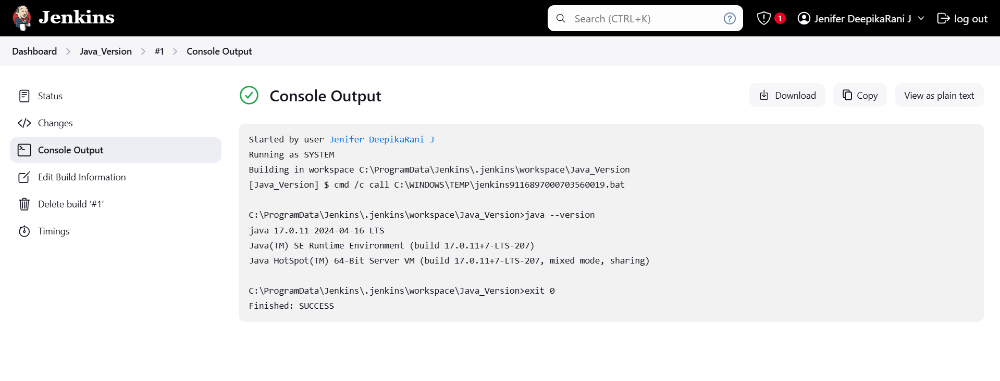 Jenkins
Search (CTRL+K)
?
1
Jenifer DeepikaRani J
log out
Dashboard > Java_Version > #1 > Console Output
Status
Changes
Console Output
Edit Build Information
Delete build ‘#1’
Timings
Console Output
Download
Copy
View as plain text
Started by user Jenifer DeepikaRani J
Running as SYSTEM
Building in workspace C:\ProgramData\Jenkins\.jenkins\workspace\Java_Version
[Java_Version] $ cmd /c call C:\WINDOWS\TEMP\jenkins9116897000703560019.bat
C:\ProgramData\Jenkins\.jenkins\workspace\Java_Version>java --version
java 17.0.11 2024-04-16 LTS
Java(TM) SE Runtime Environment (build 17.0.11+7-LTS-207)
Java HotSpot(TM) 64-Bit Server VM (build 17.0.11+7-LTS-207, mixed mode, sharing)
C:\ProgramData\Jenkins\.jenkins\workspace\Java_Version>exit 0
Finished: SUCCESS